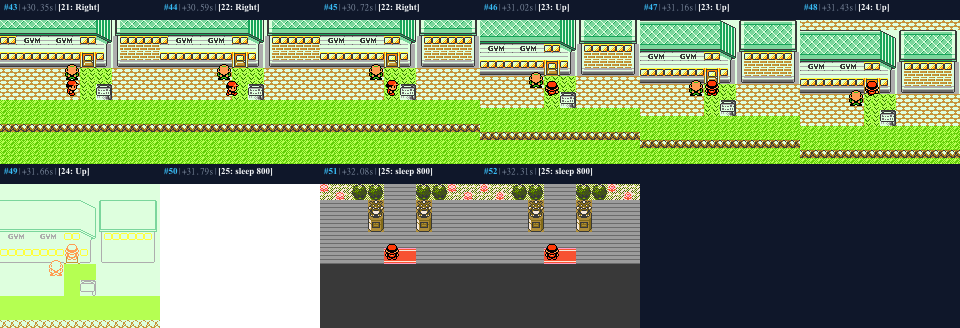 #43|+30.35s| [21: Right]
#44|+30.59s| [22: Right]
#45|+30.72s| [22: Right]
#46|+31.02s| [23: Up]
#47|+31.16s| [23: Up]
#48|+31.43s| [24: Up]
GYM GYM GYM GYM GYM GYM GYM GYM GYM GYM GYM GYM
#49|+31.66s| [24: Up]
#50|+31.79s| [25: sleep 800]
#51|+32.08s| [25: sleep 800]
#52|+32.31s| [25: sleep 800]
GYM GYM